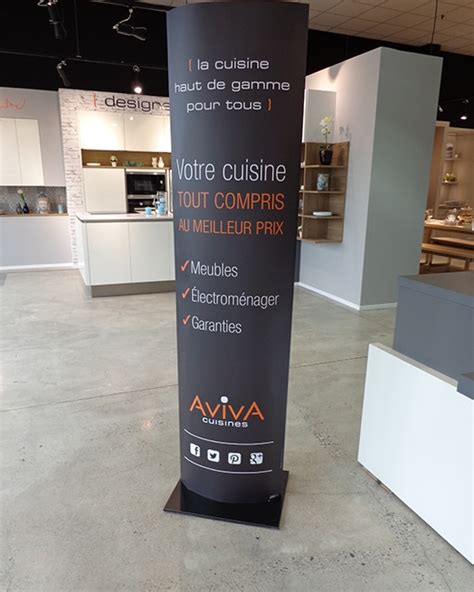 [ la cuisine
haut de gamme
pour tous ]
t designs
Votre cuisine
TOUT COMPRIS
AU MEILLEUR PRIX
✓Meubles
✓Électroménager
✓Garanties
AVIVA
cuisines